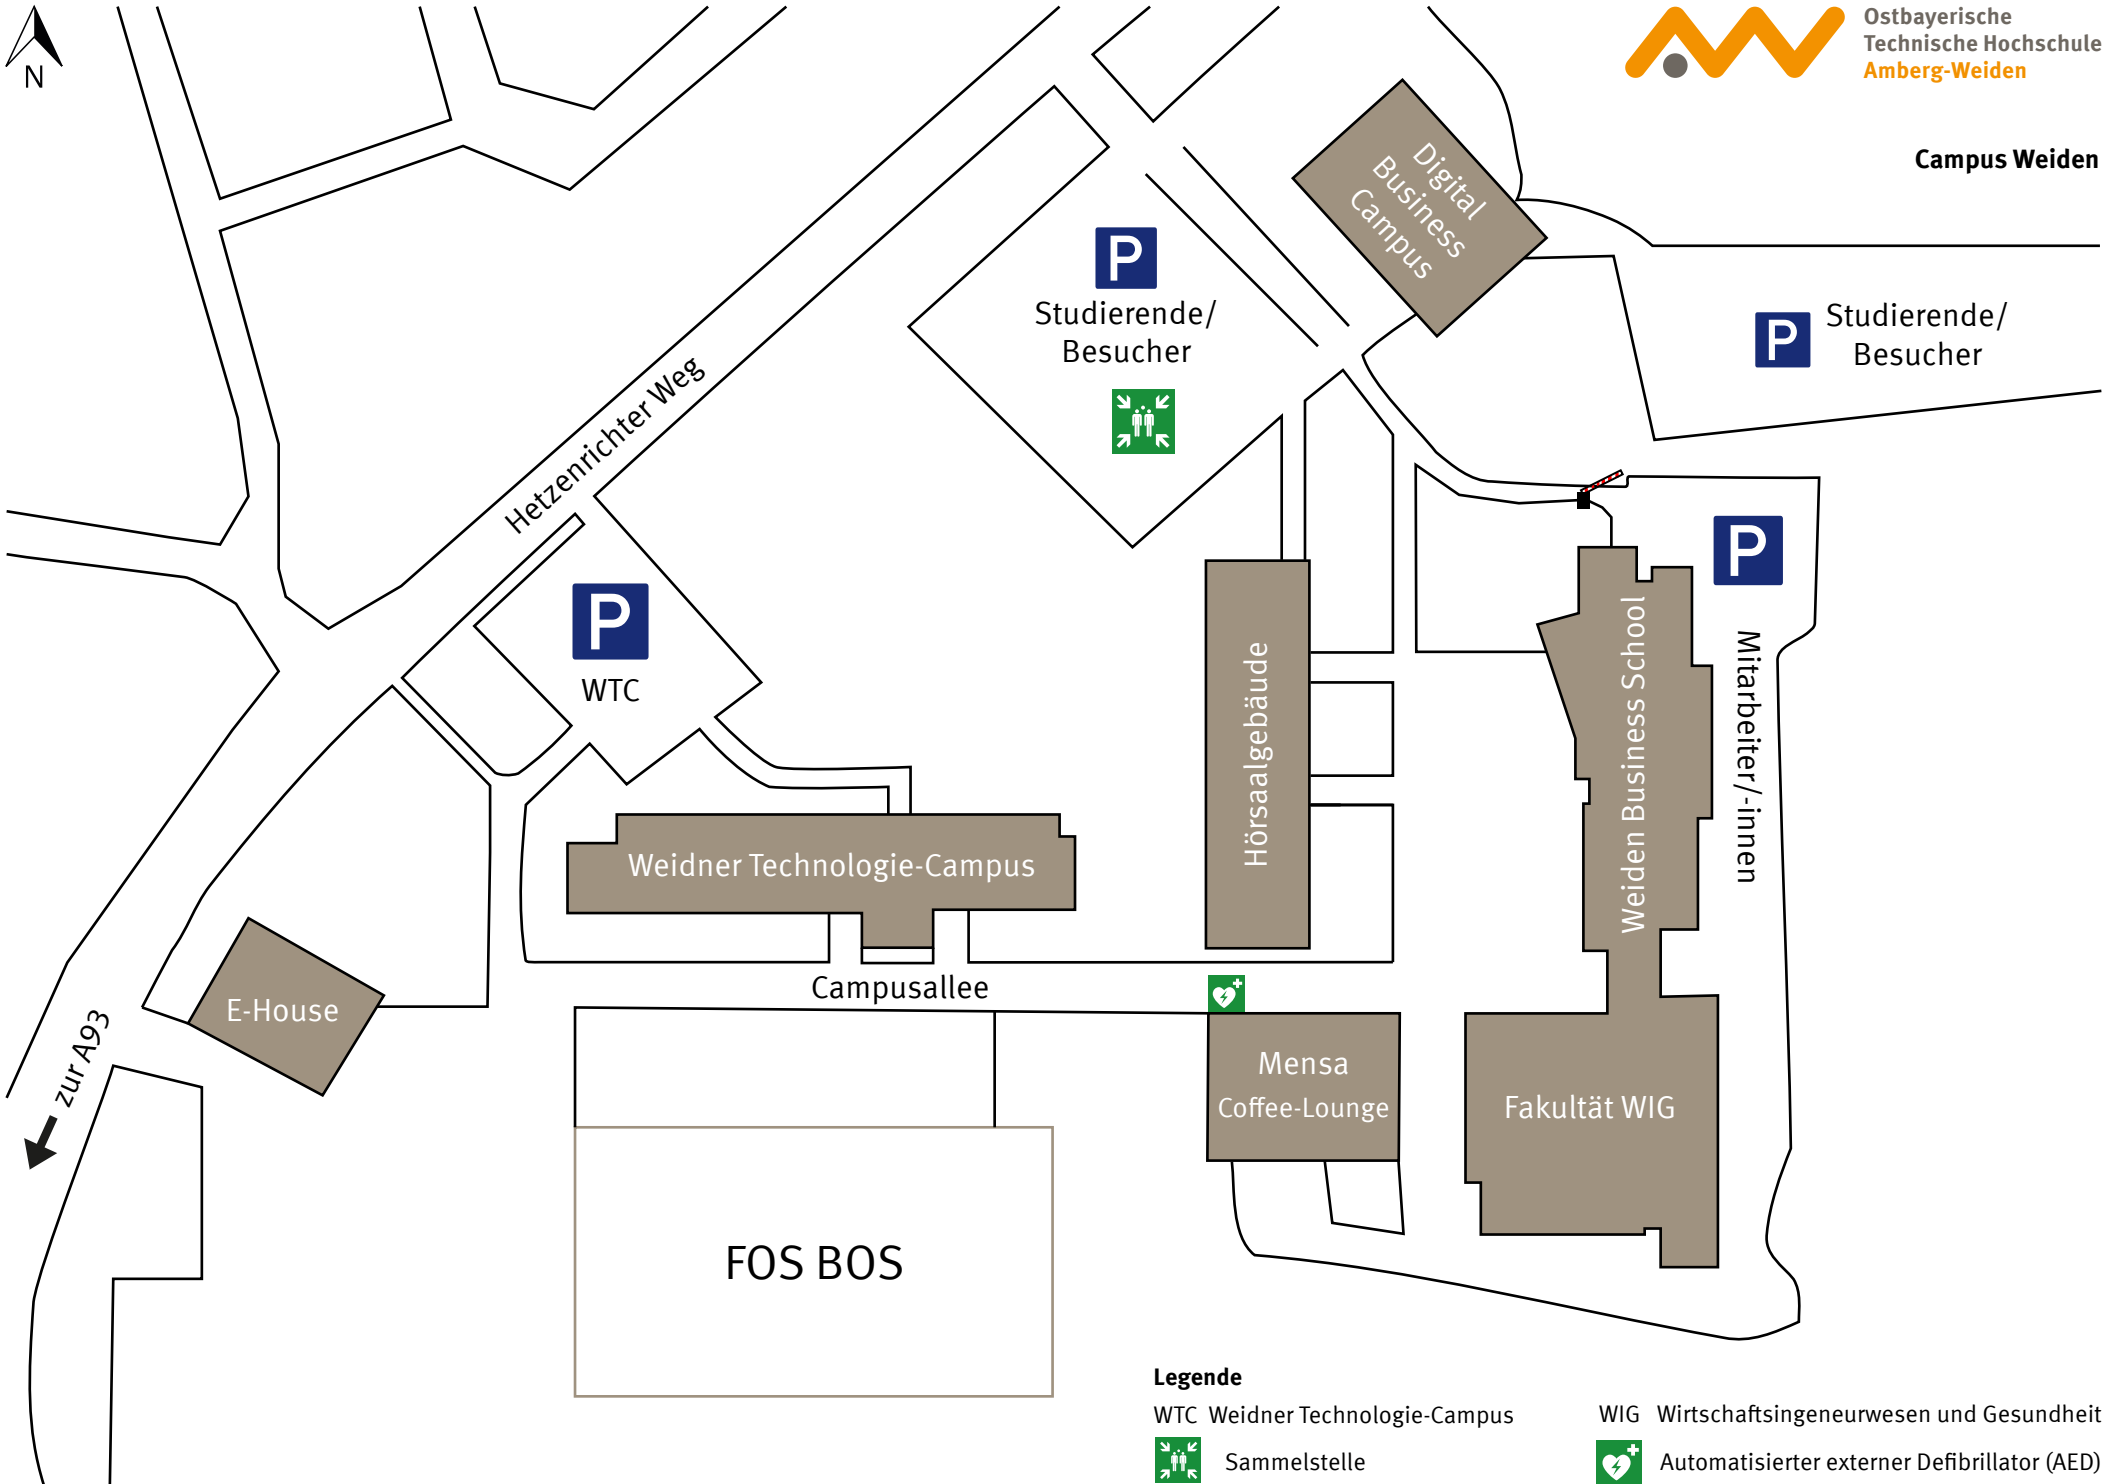 N
Ostbayerische
Technische Hochschule
Amberg-Weiden
Campus Weiden
Digital
Business
Campus
P
Studierende/
Besucher
P
Studierende/
Besucher
Hetzenrichter Weg
P
Mitarbeiter/-innen
P
WTC
Hörsaalgebäude
Weiden Business School
Weidner Technologie-Campus
Campusallee
E-House
zur A93
Mensa
Coffee-Lounge
Fakultät WIG
FOS BOS
Legende
WTC Weidner Technologie-Campus
WIG Wirtschaftsingeneurwesen und Gesundheit
Sammelstelle
Automatisierter externer Defibrillator (AED)